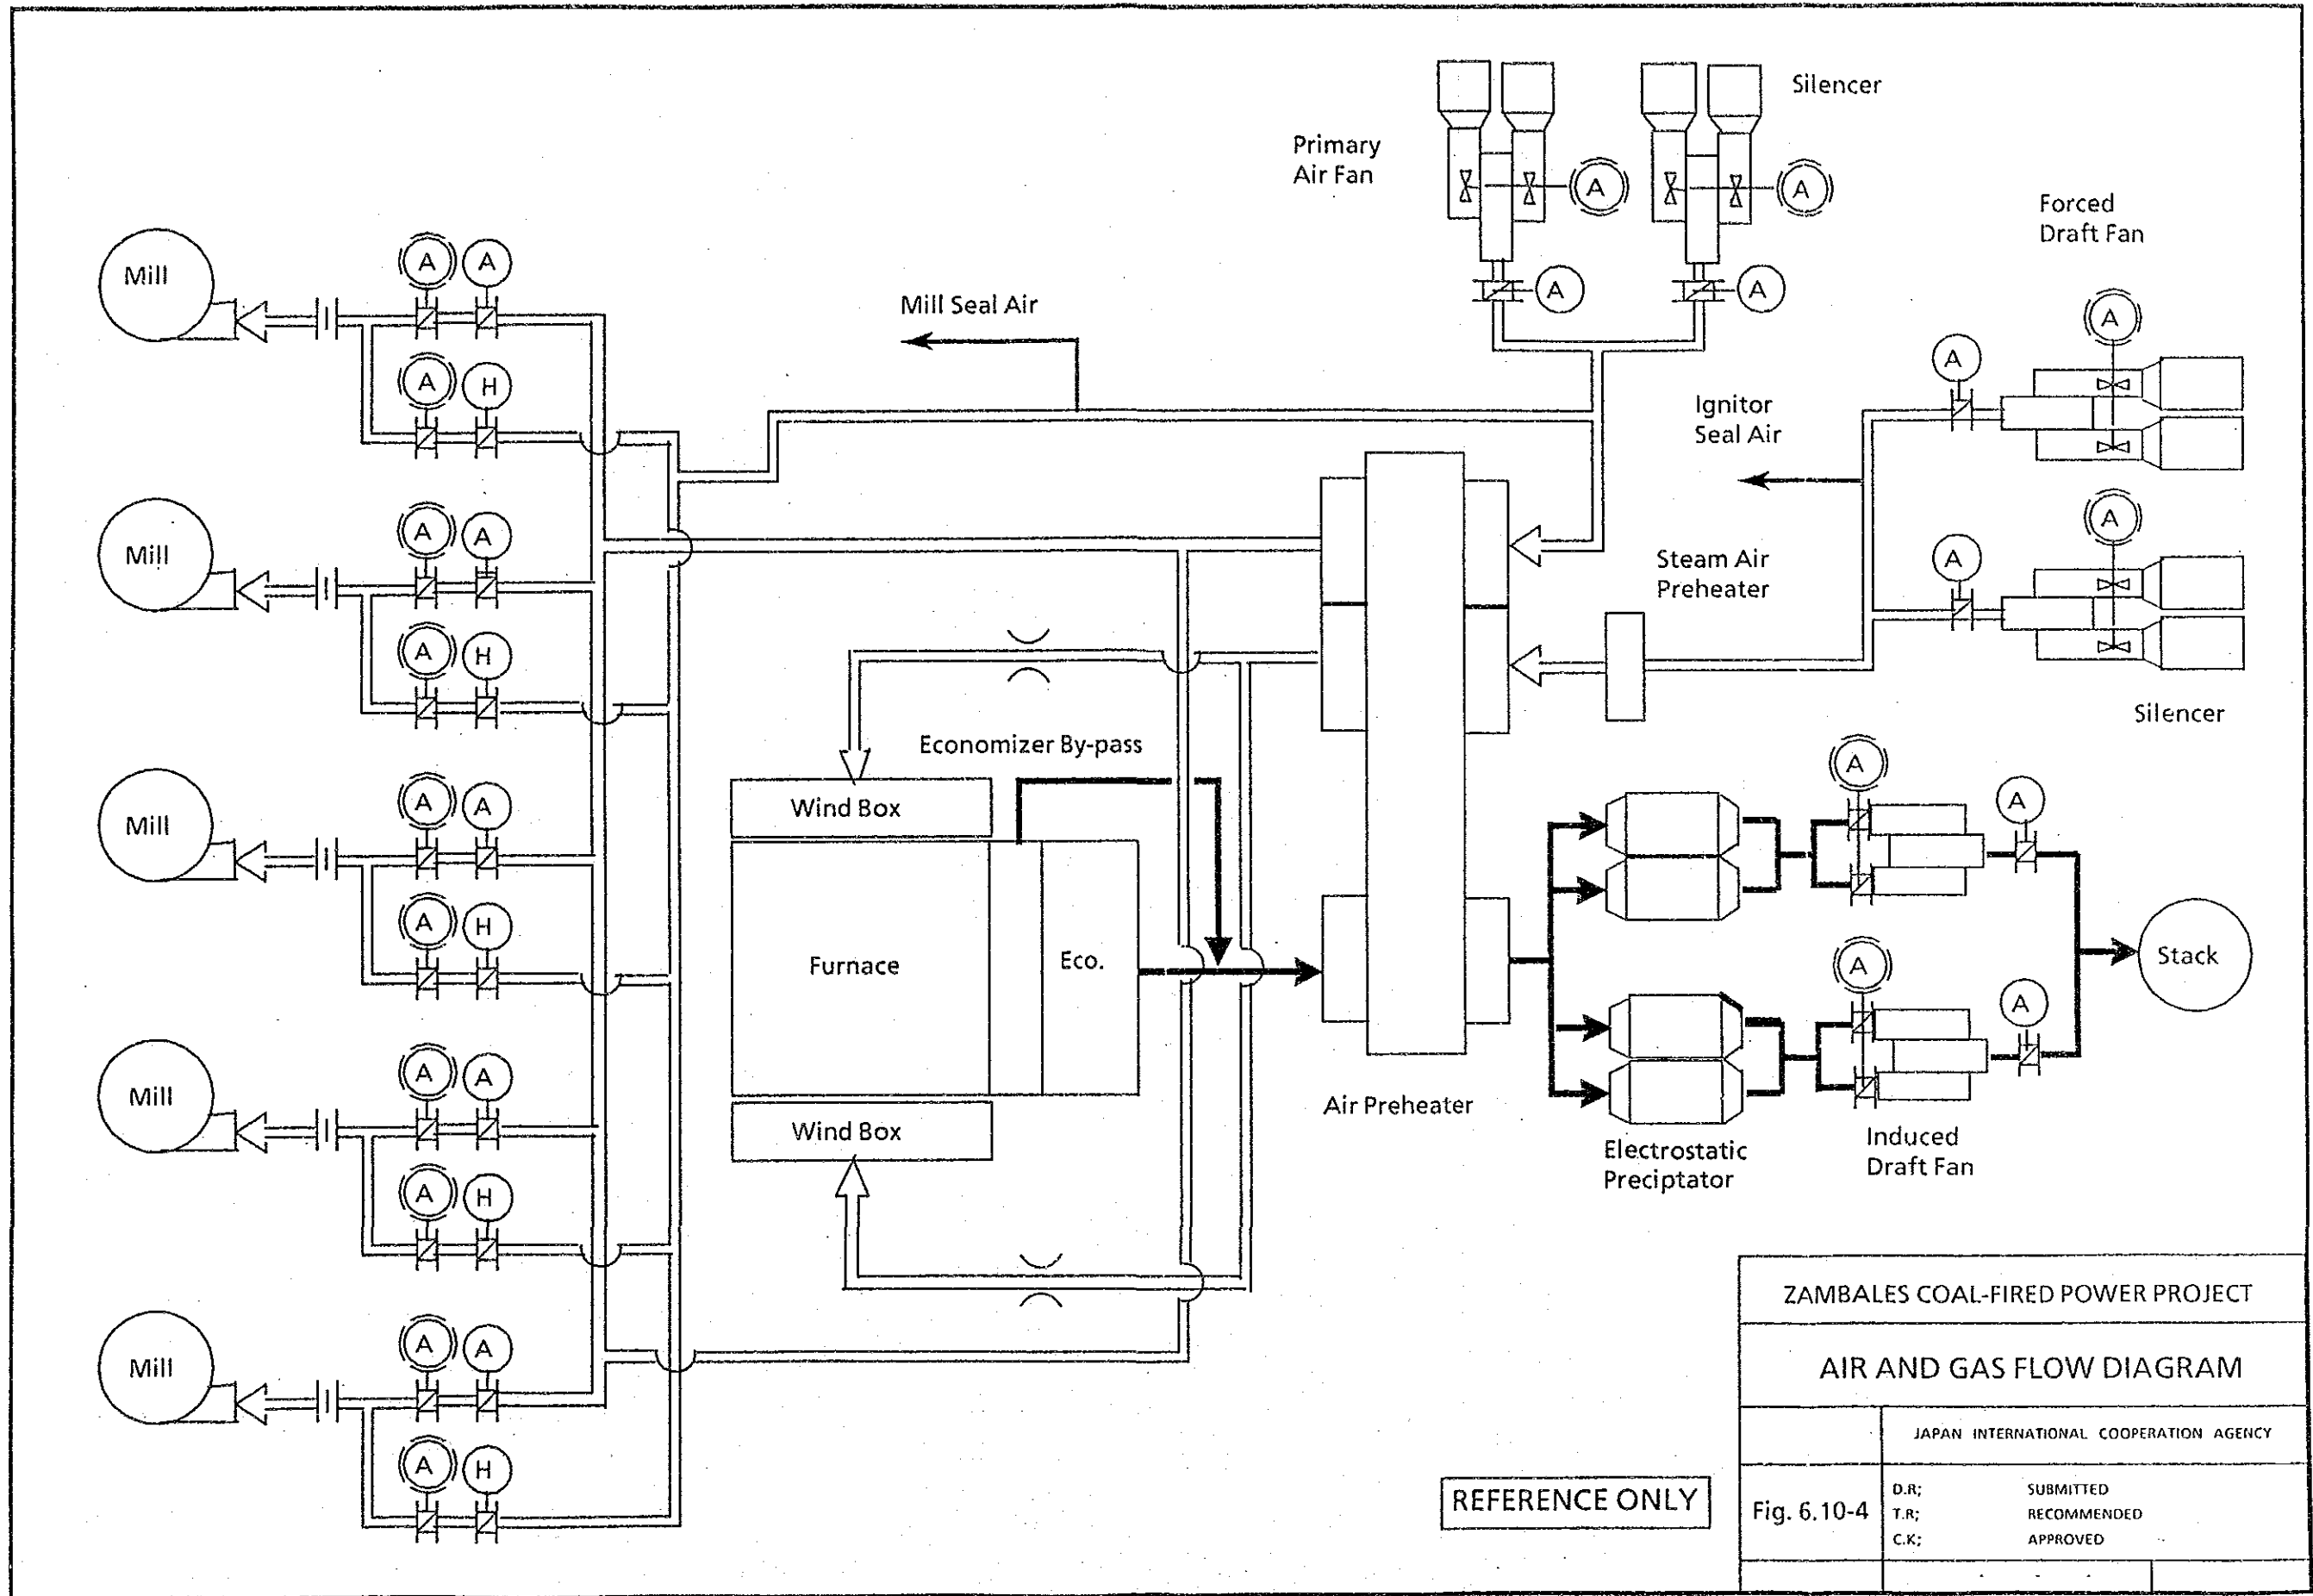 Silencer
Primary
Air Fan
A
A
Forced
Draft Fan
Mill
A
A
Mill Seal Air
A
A
A
A
A
H
Ignitor
Seal Air
Mill
A
A
A
A
Steam Air
Preheater
A
H
Silencer
Economizer By-pass
A
A
Mill
A
A
Wind Box
A
H
Furnace
Eco.
A
A
Stack
Mill
A
A
Air Preheater
Wind Box
Electrostatic
Preciptator
Induced
Draft Fan
A
H
Mill
A
A
A
H
REFERENCE ONLY
ZAMBALES COAL-FIRED POWER PROJECT
AIR AND GAS FLOW DIAGRAM
JAPAN INTERNATIONAL COOPERATION AGENCY
Fig. 6.10-4
D.R; SUBMITTED
T.R; RECOMMENDED
C.K; APPROVED